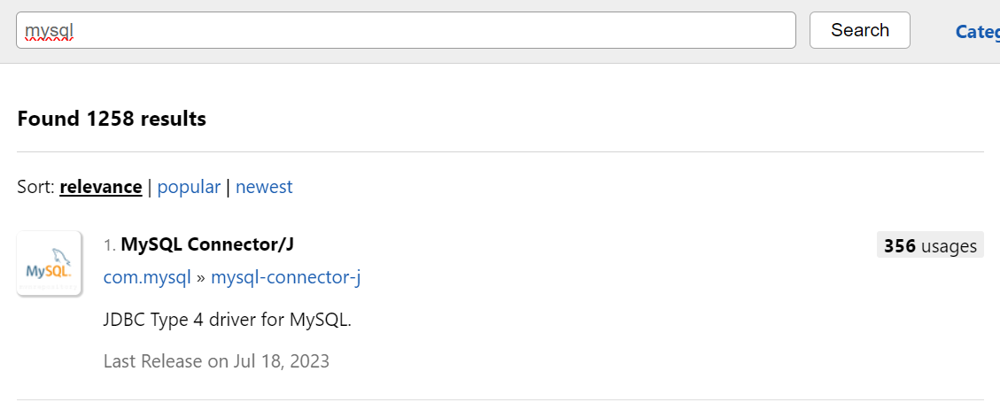 mysql
Search
Categ
Found 1258 results
Sort: relevance | popular | newest
MySQL
1. MySQL Connector/J
356 usages
com.mysql » mysql-connector-j
JDBC Type 4 driver for MySQL.
Last Release on Jul 18, 2023